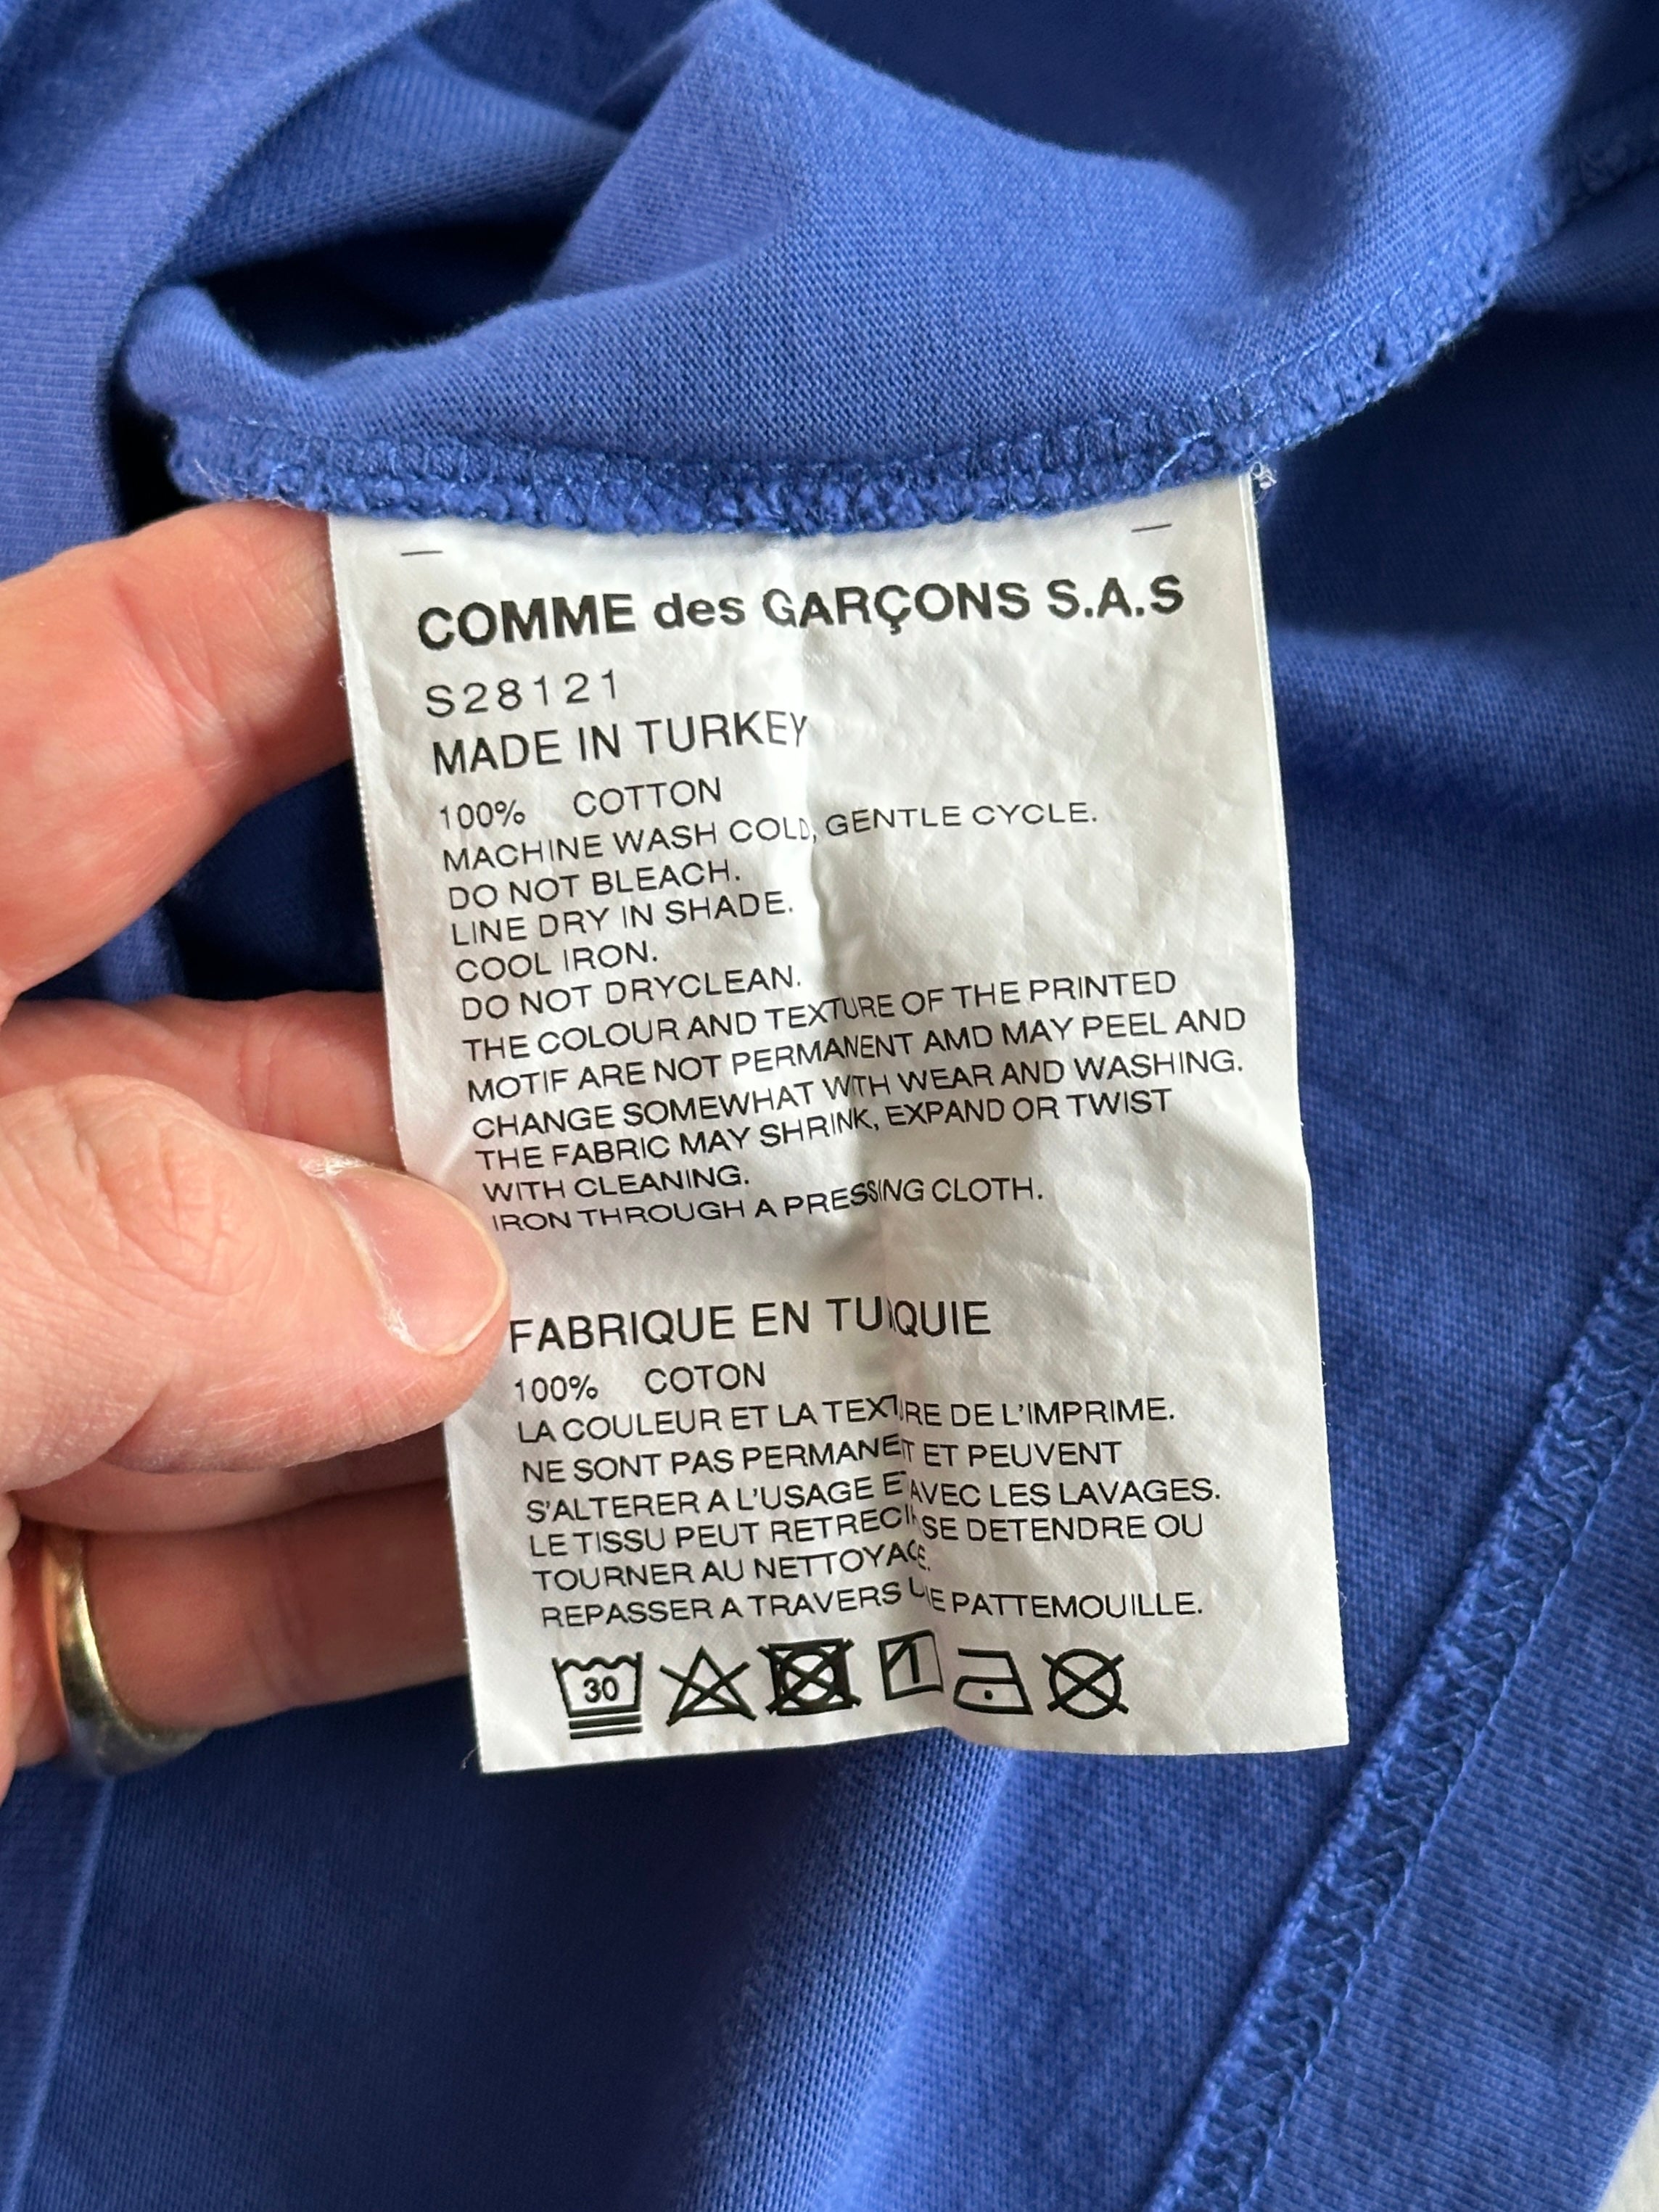 COMME des GARÇONS S.A.S
S28121
MADE IN TURKEY
100% COTTON
MACHINE WASH COLD, GENTLE CYCLE.
DO NOT BLEACH.
LINE DRY IN SHADE.
COOL IRON.
DO NOT DRYCLEAN.
THE COLOUR AND TEXTURE OF THE PRINTED
MOTIF ARE NOT PERMANENT AMD MAY PEEL AND
CHANGE SOMEWHAT WITH WEAR AND WASHING.
THE FABRIC MAY SHRINK, EXPAND OR TWIST
WITH CLEANING.
IRON THROUGH A PRESSING CLOTH.
FABRIQUE EN TURQUIE
100% COTON
LA COULEUR ET LA TEXTURE DE L'IMPRIME.
NE SONT PAS PERMANENT ET PEUVENT
S'ALTERER A L'USAGE ET AVEC LES LAVAGES.
LE TISSU PEUT RETRECIR SE DETENDRE OU
TOURNER AU NETTOYAGE.
REPASSER A TRAVERS UNE PATTEMOUILLE.
30